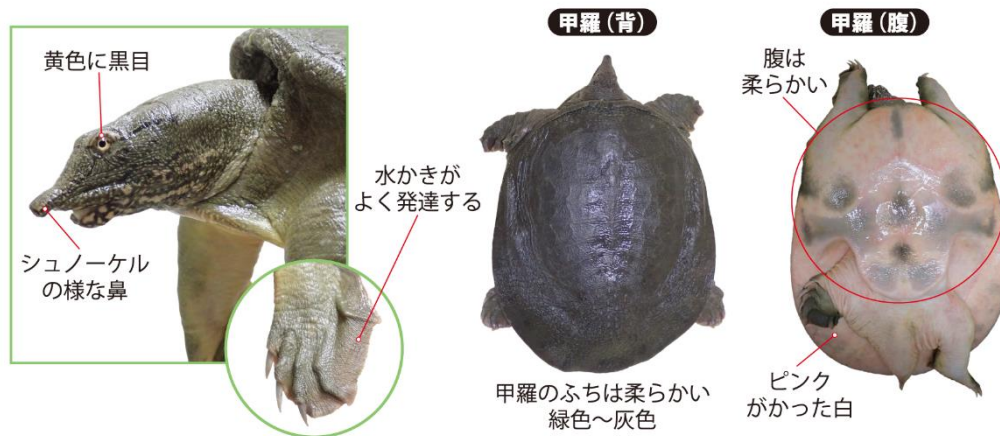 黄色に黒目
シュノーケル
の様な鼻
水かきが
よく発達する
甲羅（背）
甲羅のふちは柔らかい
緑色～灰色
甲羅（腹）
腹は
柔らかい
ピンク
がかった白